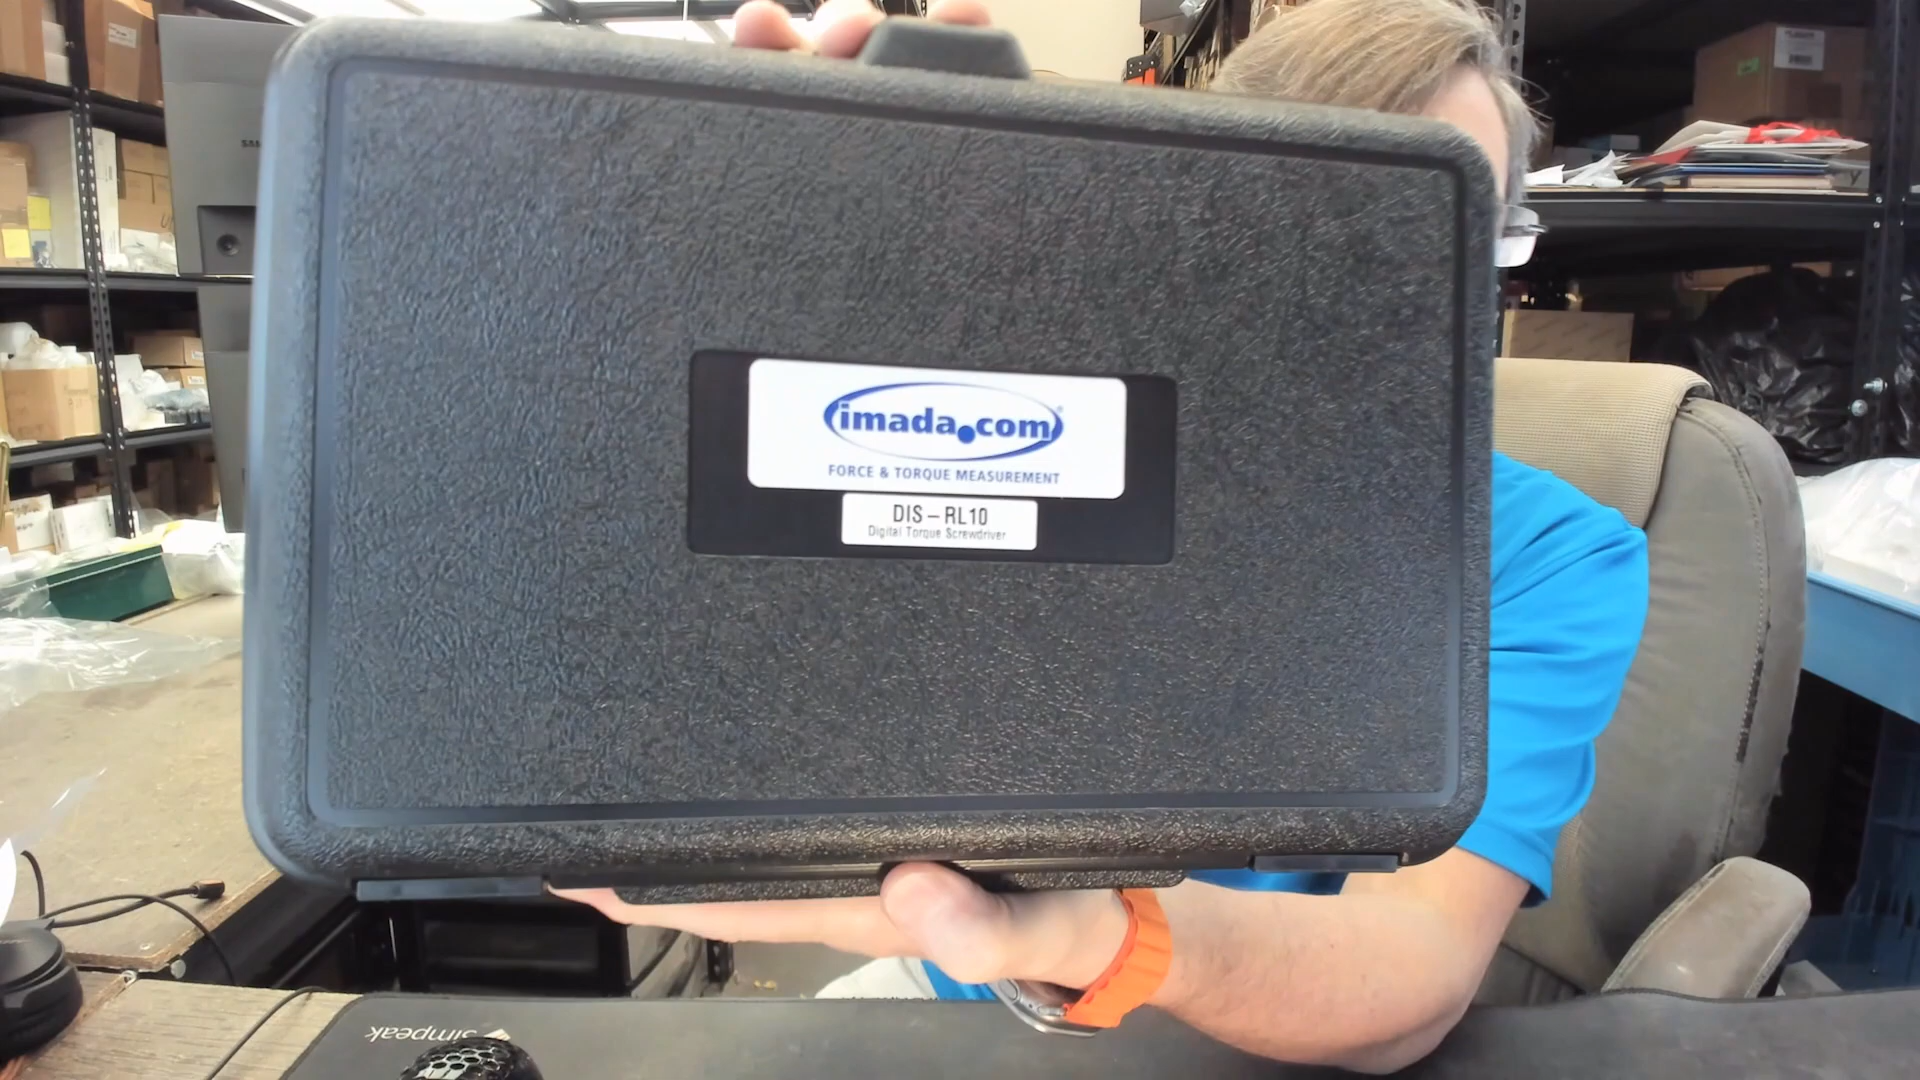 imada.com®
FORCE & TORQUE MEASUREMENT
DIS-RL10
Digital Torque Screwdriver
simpeak